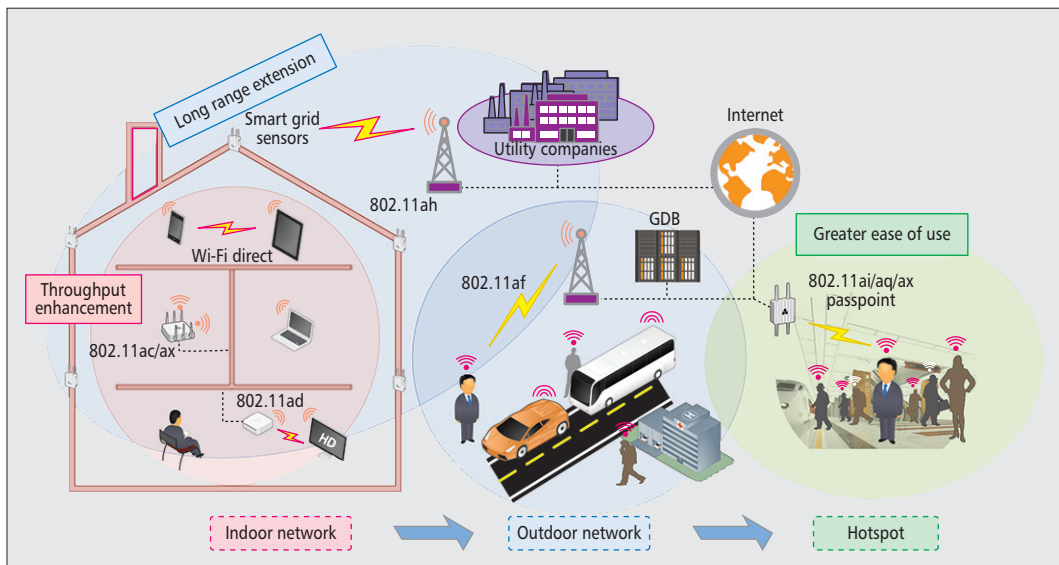 Long range extension
Smart grid
sensors
Utility companies
Internet
802.11ah
GDB
Greater ease of use
Wi-Fi direct
802.11af
802.11ai/aq/ax
passpoint
Throughput
enhancement
802.11ac/ax
802.11ad
HD
H
Indoor network
Outdoor network
Hotspot